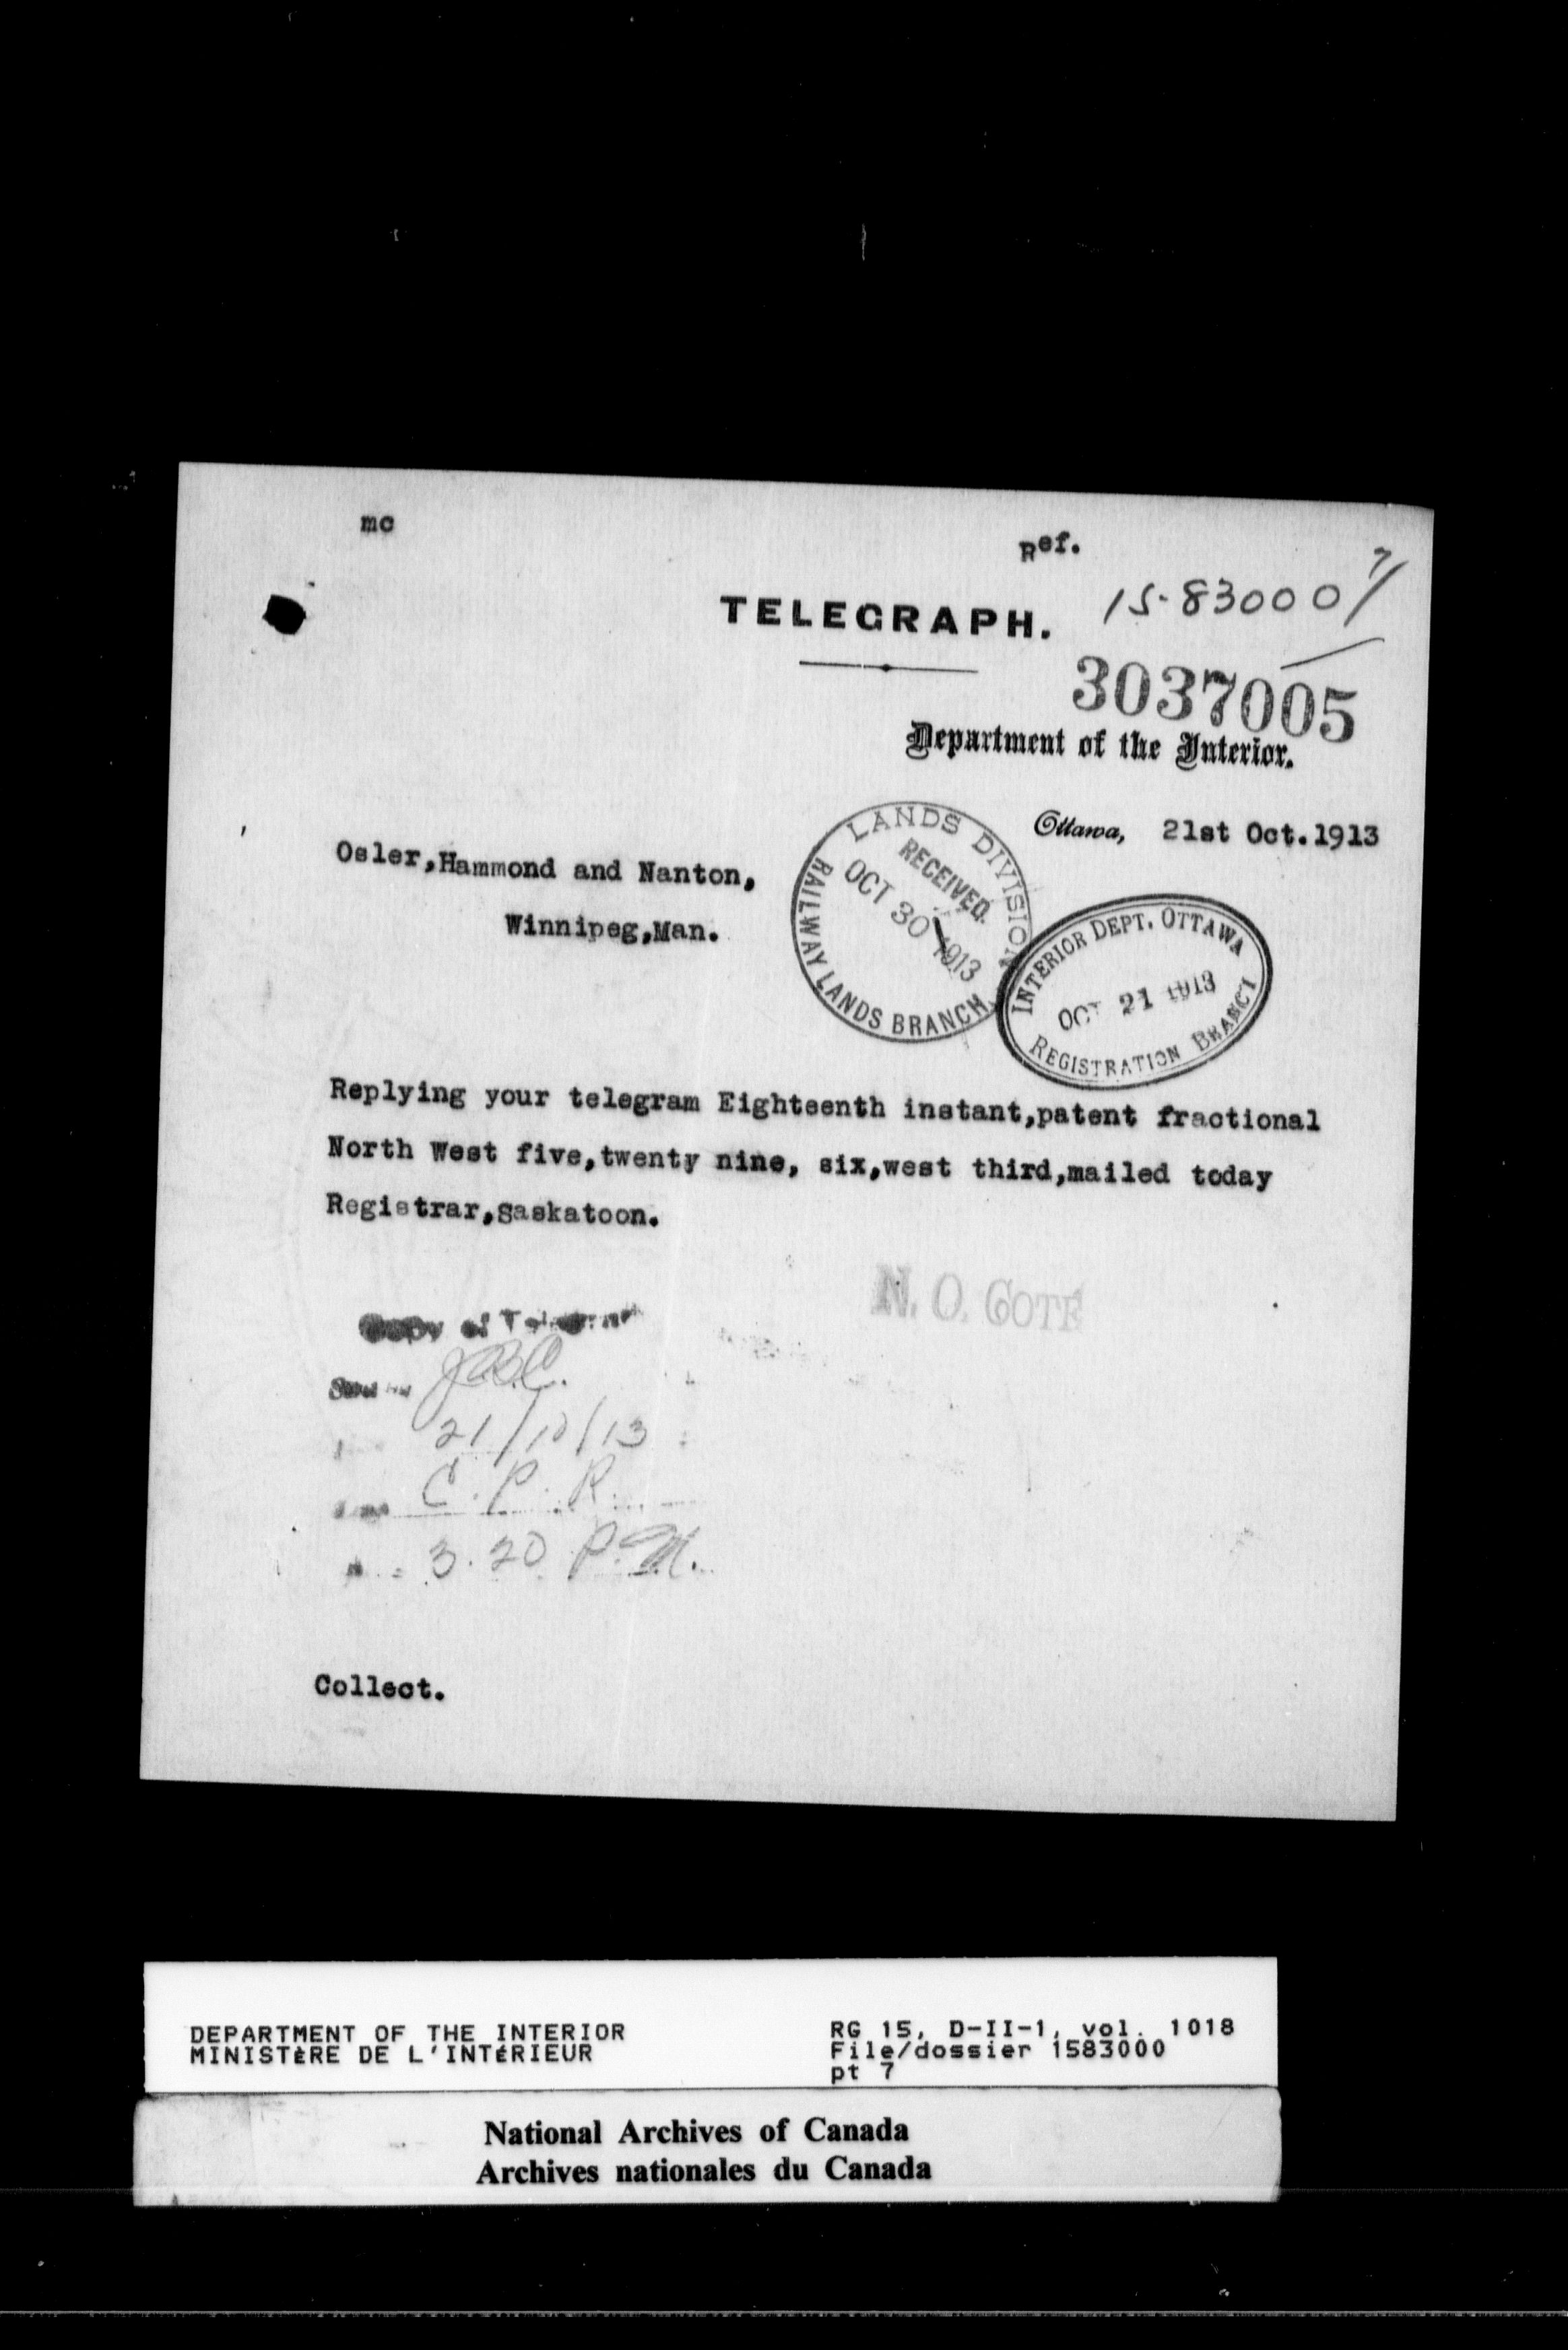 mc
Ref.
TELEGRAPH.
15-83000 7/
3037005
Department of the Interior.
Ottawa, 21st Oct.1913
Osler,Hammond and Nanton,
Winnipeg,Man.
LANDS DIVISION
RECEIVED.
OCT 30 1913
RAILWAY LANDS BRANCH
INTERIOR DEPT. OTTAWA
OCT 21 1913
REGISTRATION BRANCH
Replying your telegram Eighteenth instant,patent fractional
North West five,twenty nine, six,west third,mailed today
Registrar,Saskatoon.
N. O. COTE
Copy of Telegram
J.B.C.
21/10/13
C. P. R.
3.20 P.M.
Collect.
DEPARTMENT OF THE INTERIOR
MINISTÈRE DE L'INTÉRIEUR
RG 15, D-II-1, vol. 1018
File/dossier 1583000
pt 7
National Archives of Canada
Archives nationales du Canada